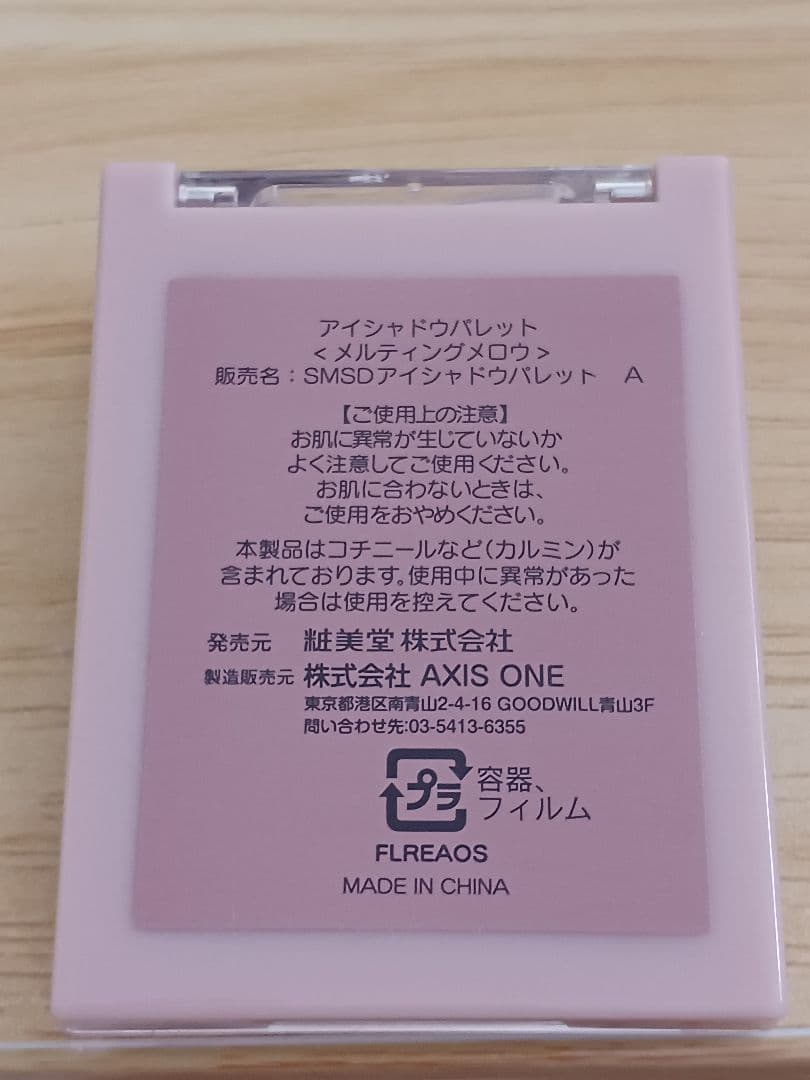 アイシャドウパレット
<メルティングメロウ>
販売名：SMSDアイシャドウパレット　A
【ご使用上の注意】
お肌に異常が生じていないか
よく注意してご使用ください。
お肌に合わないときは、
ご使用をおやめください。
本製品はコチニールなど(カルミン)が
含まれております。使用中に異常があった
場合は使用を控えてください。
発売元　粧美堂 株式会社
製造販売元 株式会社 AXIS ONE
東京都港区南青山2-4-16 GOODWILL青山3F
問い合わせ先:03-5413-6355
プラ 容器、
フィルム
FLREAOS
MADE IN CHINA